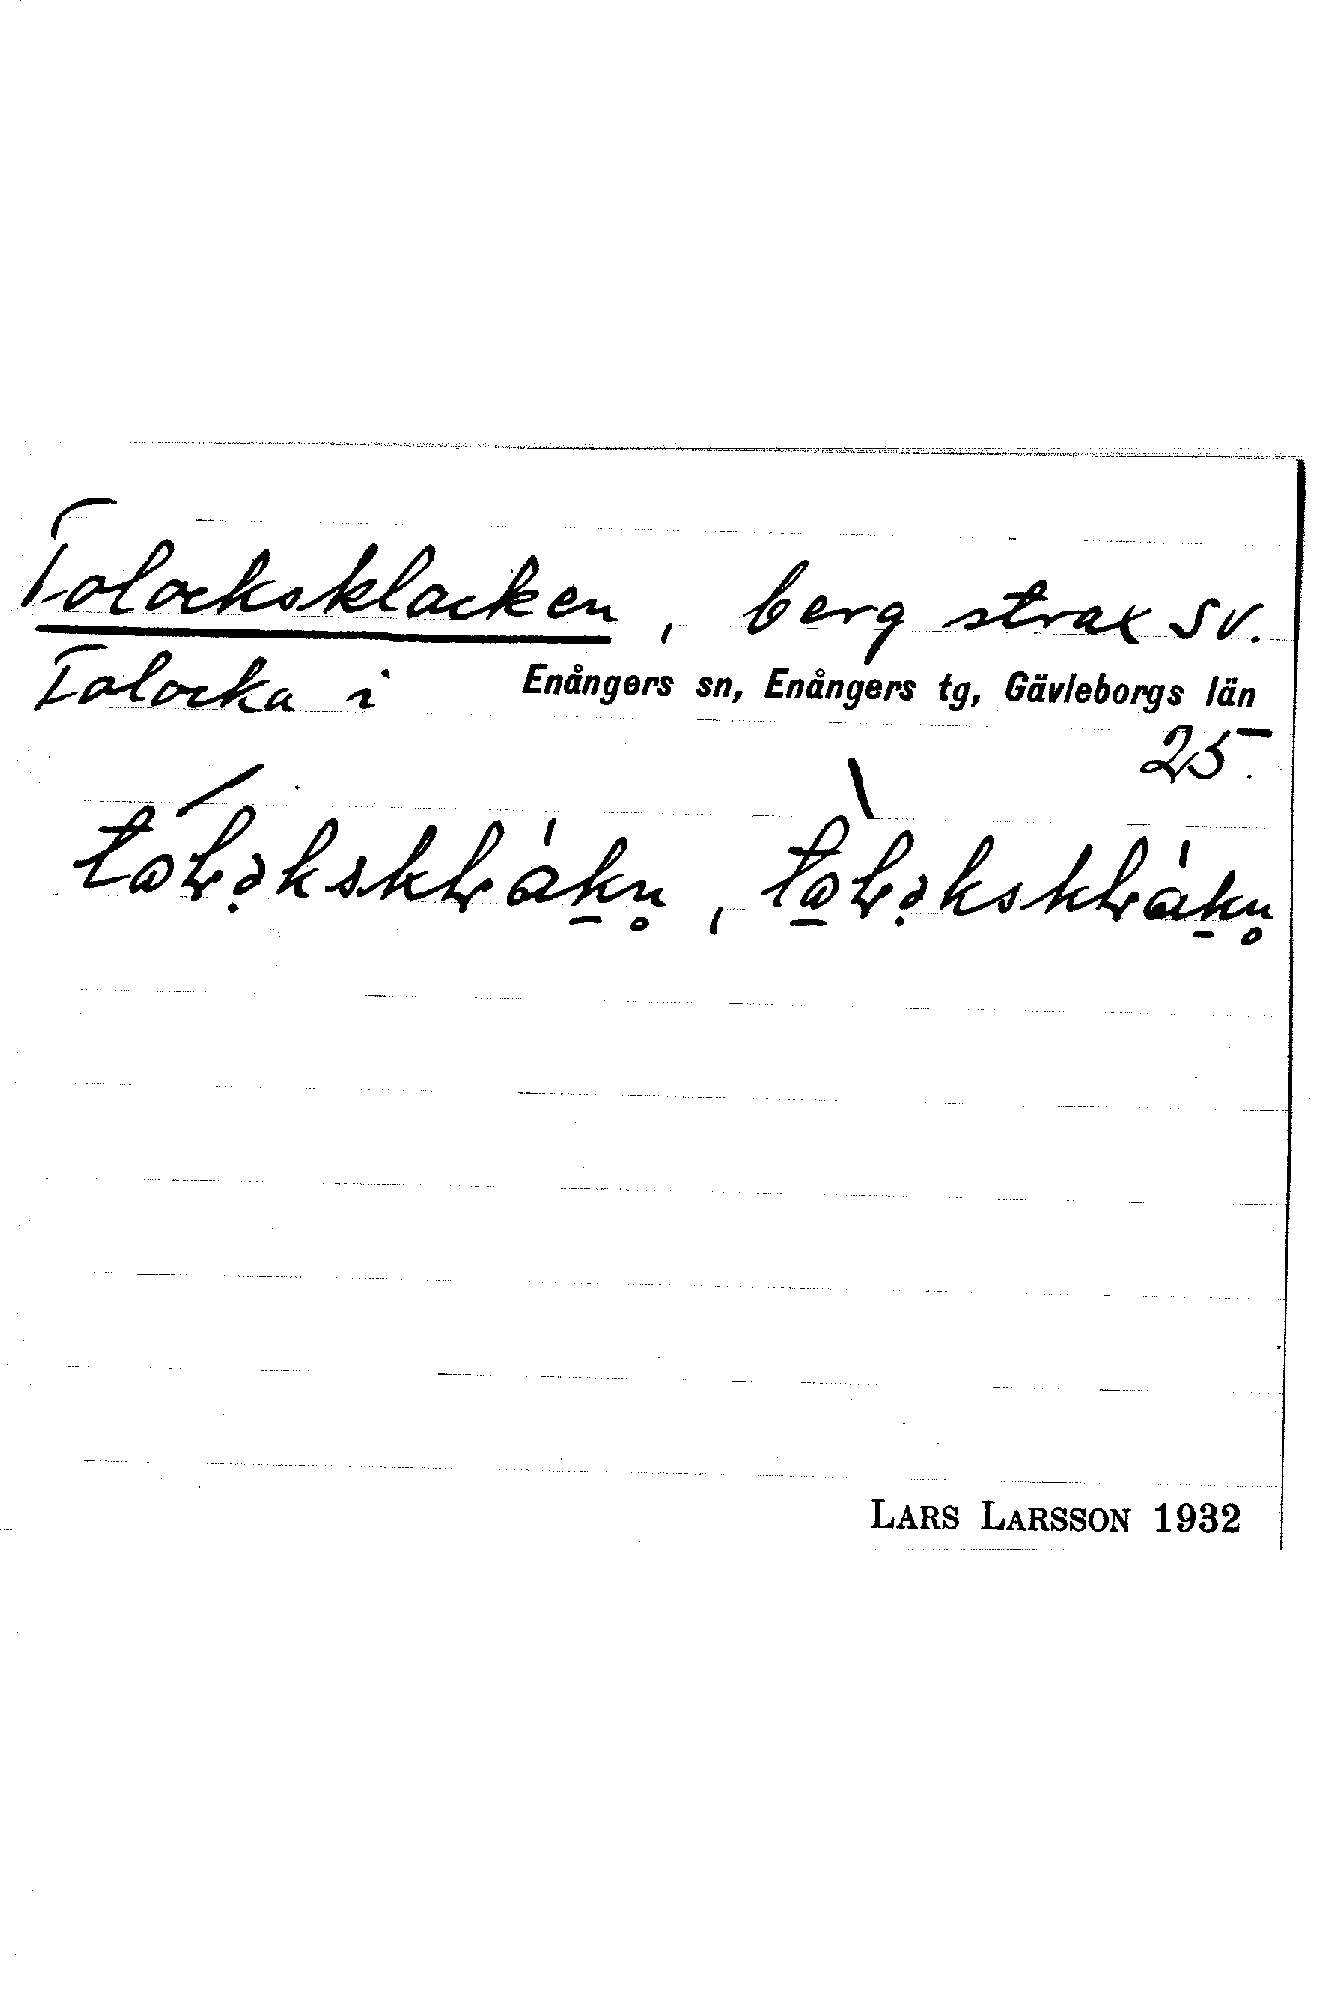 Tolocksklacken, berg strax SV.
Tolocka i Enångers sn, Enångers tg, Gävleborgs län
25.
LARS LARSSON 1932